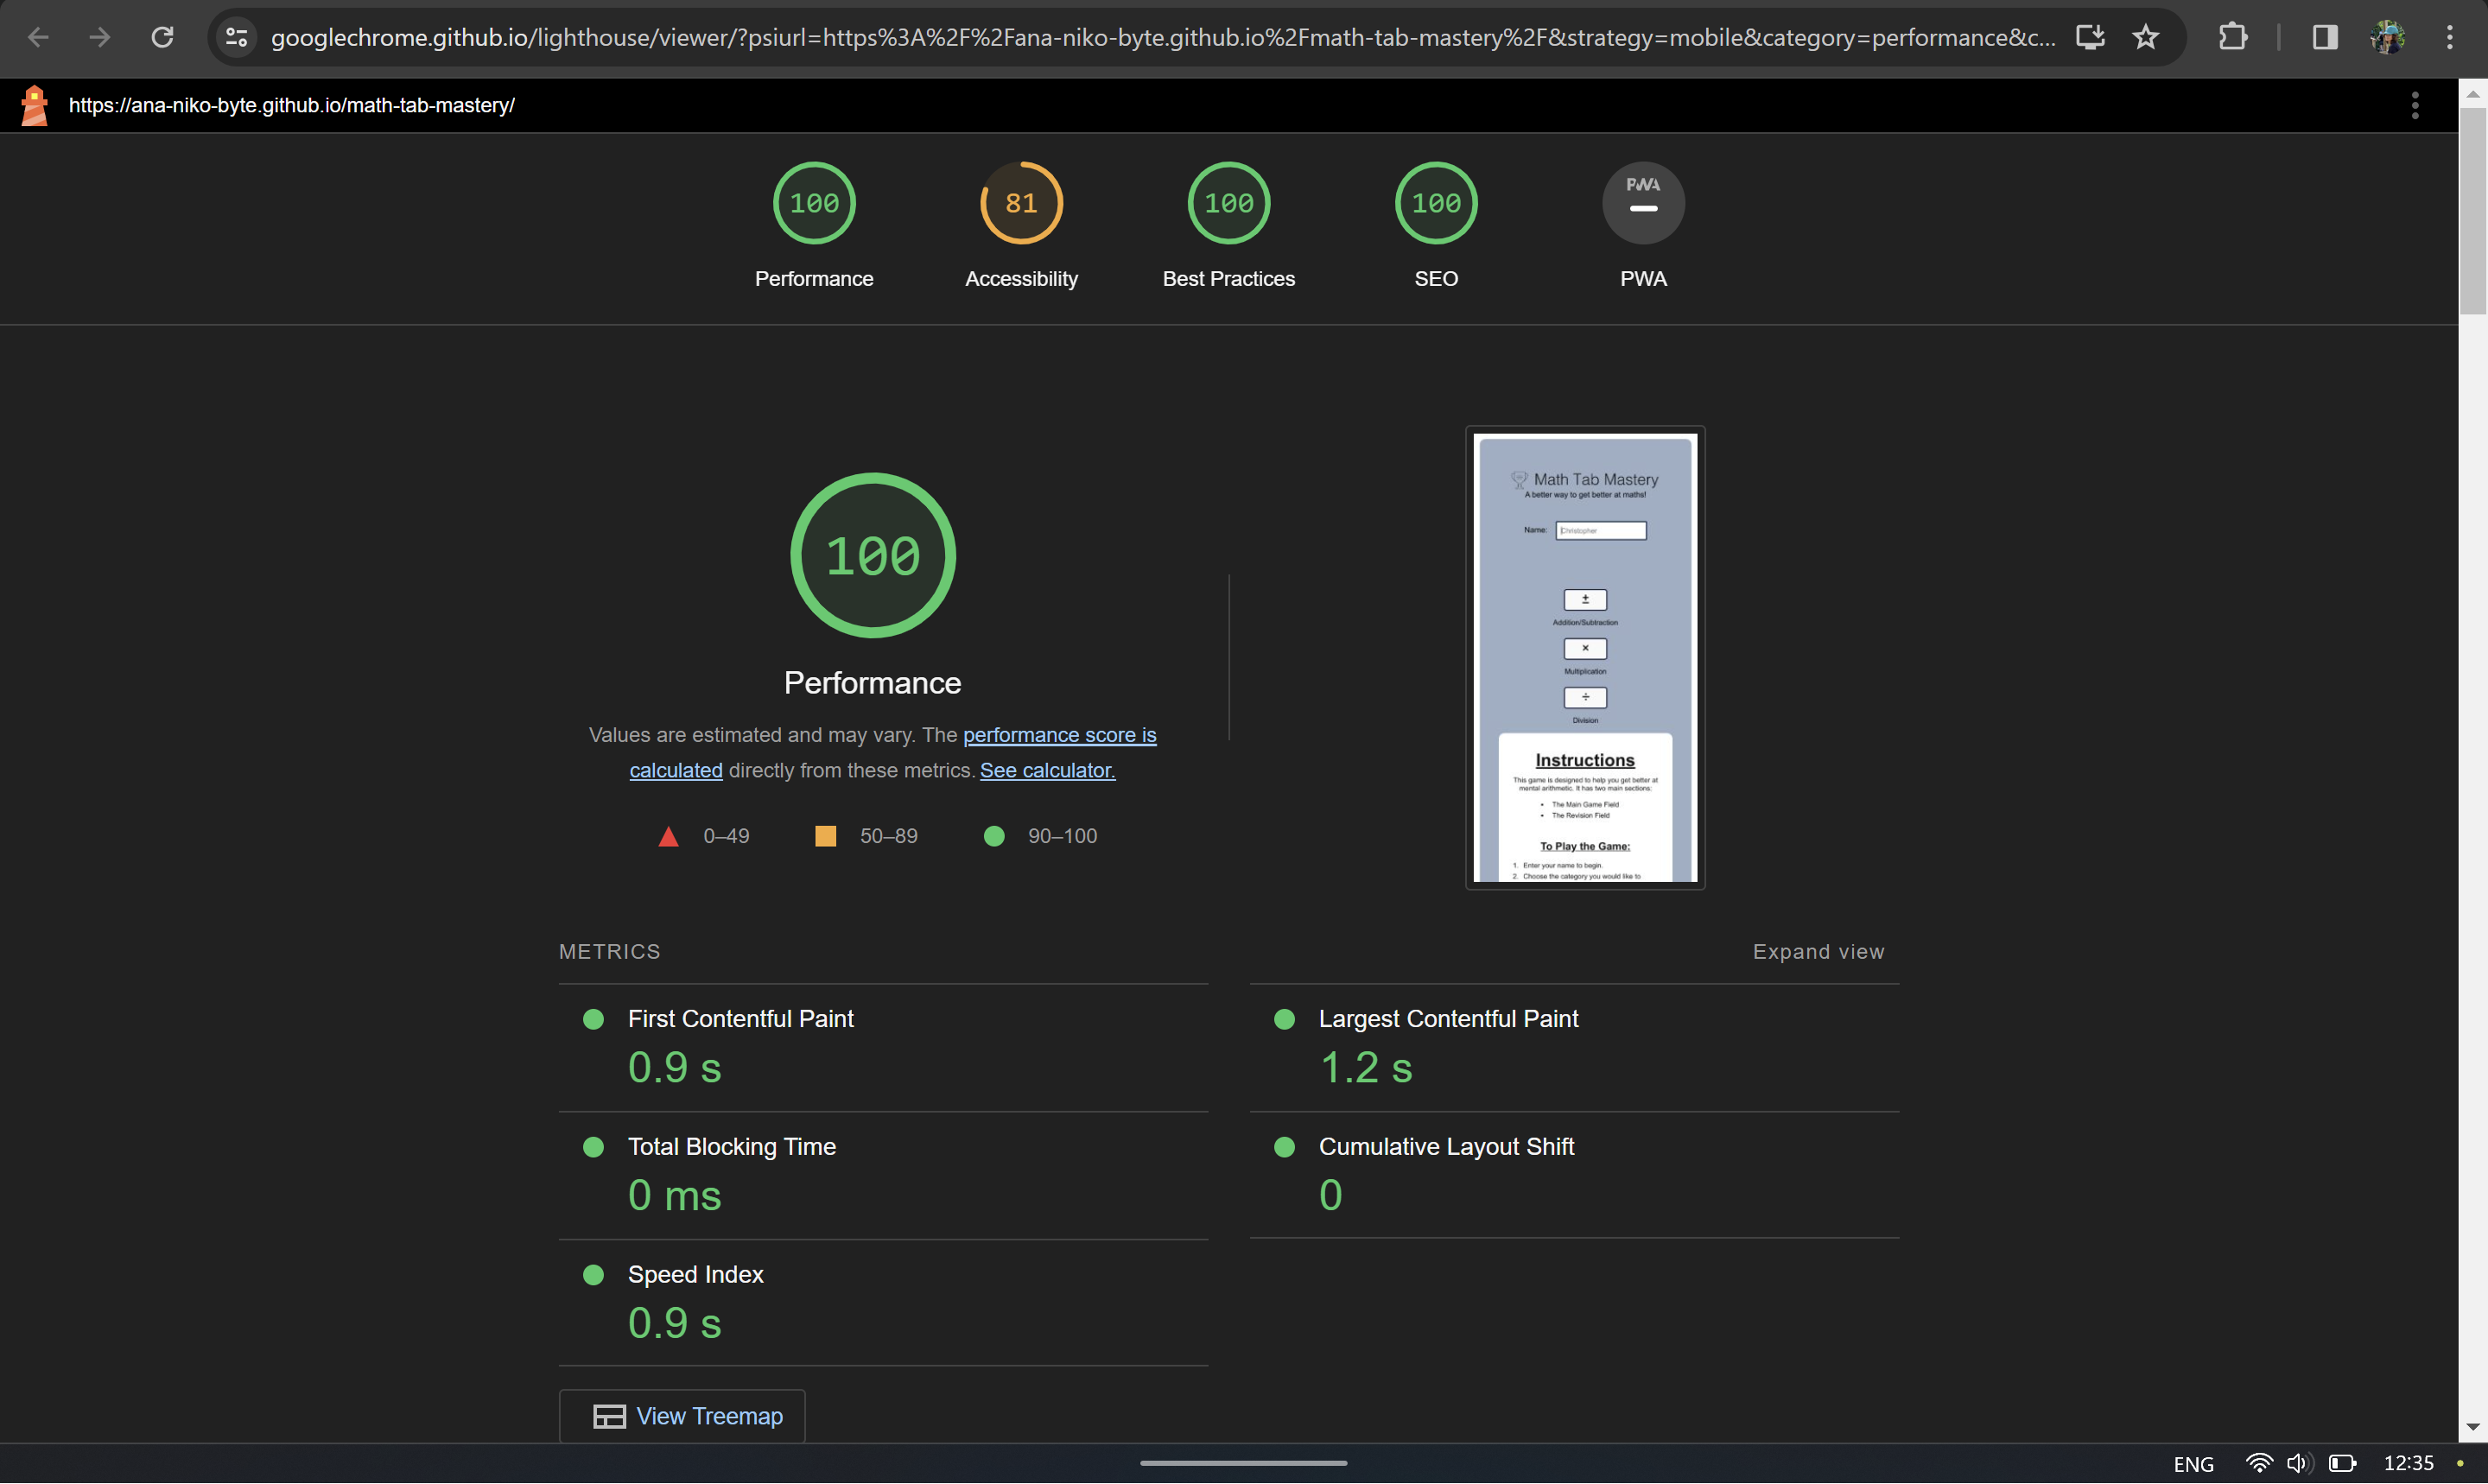 googlechrome.github.io/lighthouse/viewer/?psiurl=https%3A%2F%2Fana-niko-byte.github.io%2Fmath-tab-mastery%2F&strategy=mobile&category=performance&c...
https://ana-niko-byte.github.io/math-tab-mastery/
100 81 100 100 PWA
Performance Accessibility Best Practices SEO PWA
100
Performance
Values are estimated and may vary. The performance score is
calculated directly from these metrics. See calculator.
0–49 50–89 90–100
Math Tab Mastery
A better way to get better at maths!
Name: Christopher
±
Addition/Subtraction
×
Multiplication
÷
Division
Instructions
This game is designed to help you get better at
mental arithmetic. It has two main sections:
• The Main Game Field
• The Revision Field
To Play the Game:
1. Enter your name to begin.
2. Choose the category you would like to
METRICS Expand view
First Contentful Paint
0.9 s
Largest Contentful Paint
1.2 s
Total Blocking Time
0 ms
Cumulative Layout Shift
0
Speed Index
0.9 s
View Treemap
ENG 12:35